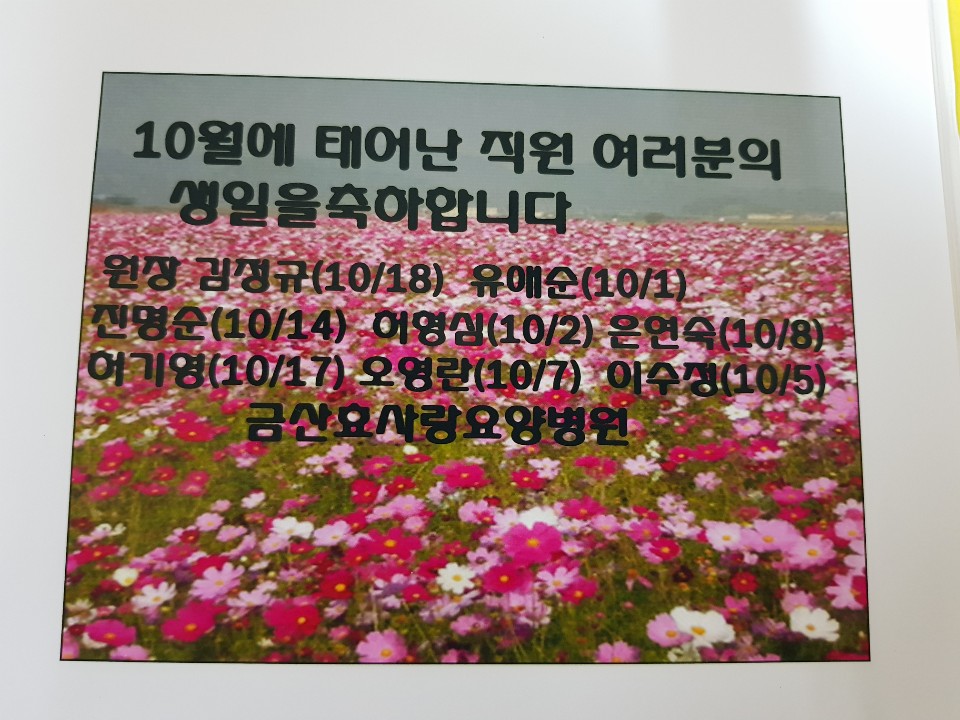 10월에 태어난 직원 여러분의
생일을축하합니다
원장 김정규(10/18) 유애순(10/1)
진명순(10/14) 허영심(10/2) 은연숙(10/8)
허기영(10/17) 오영란(10/7) 이수정(10/5)
금산효사랑요양병원